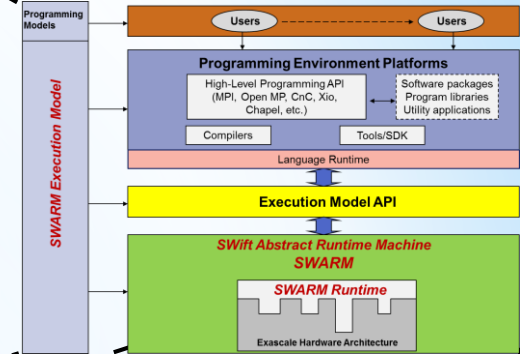 Programming
Models
SWARM Execution Model
Users
Users
Programming Environment Platforms
High-Level Programming API
(MPI, Open MP, CnC, Xio,
Chapel, etc.)
Software packages
Program libraries
Utility applications
Compilers
Tools/SDK
Language Runtime
Execution Model API
SWift Abstract Runtime Machine
SWARM
SWARM Runtime
Exascale Hardware Architecture